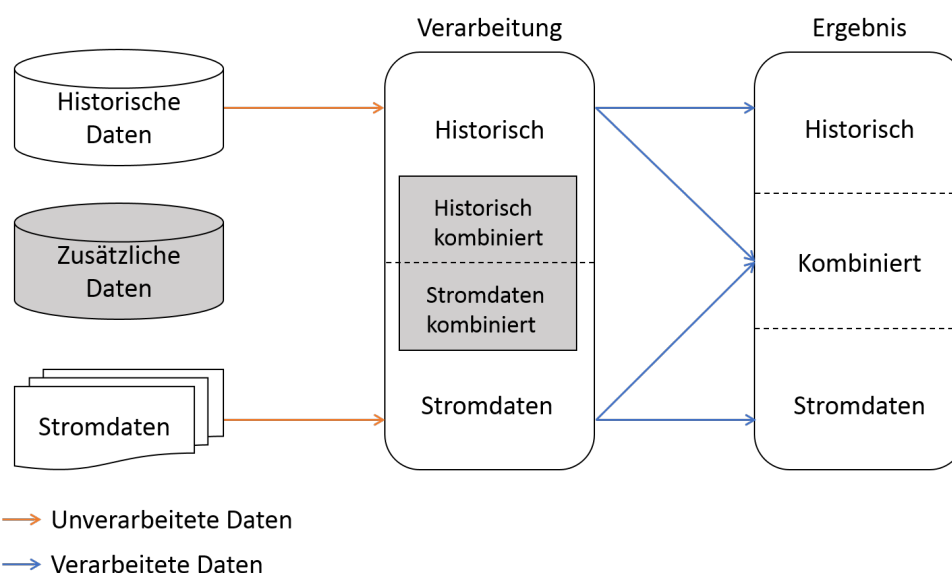 Verarbeitung
Ergebnis
Historische
Daten
Historisch
Historisch
Zusätzliche
Daten
Historisch
kombiniert
Kombiniert
Stromdaten
kombiniert
Stromdaten
Stromdaten
Stromdaten
Unverarbeitete Daten
Verarbeitete Daten